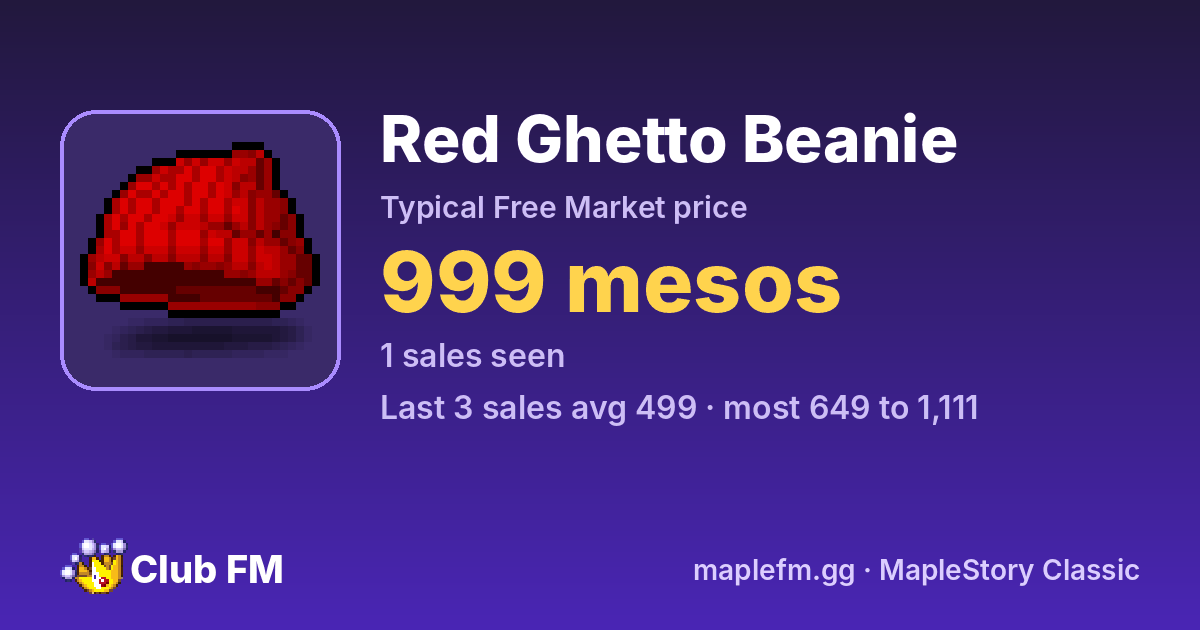 Red Ghetto Beanie
Typical Free Market price
999 mesos
1 sales seen
Last 3 sales avg 499 · most 649 to 1,111
Club FM
maplefm.gg · MapleStory Classic